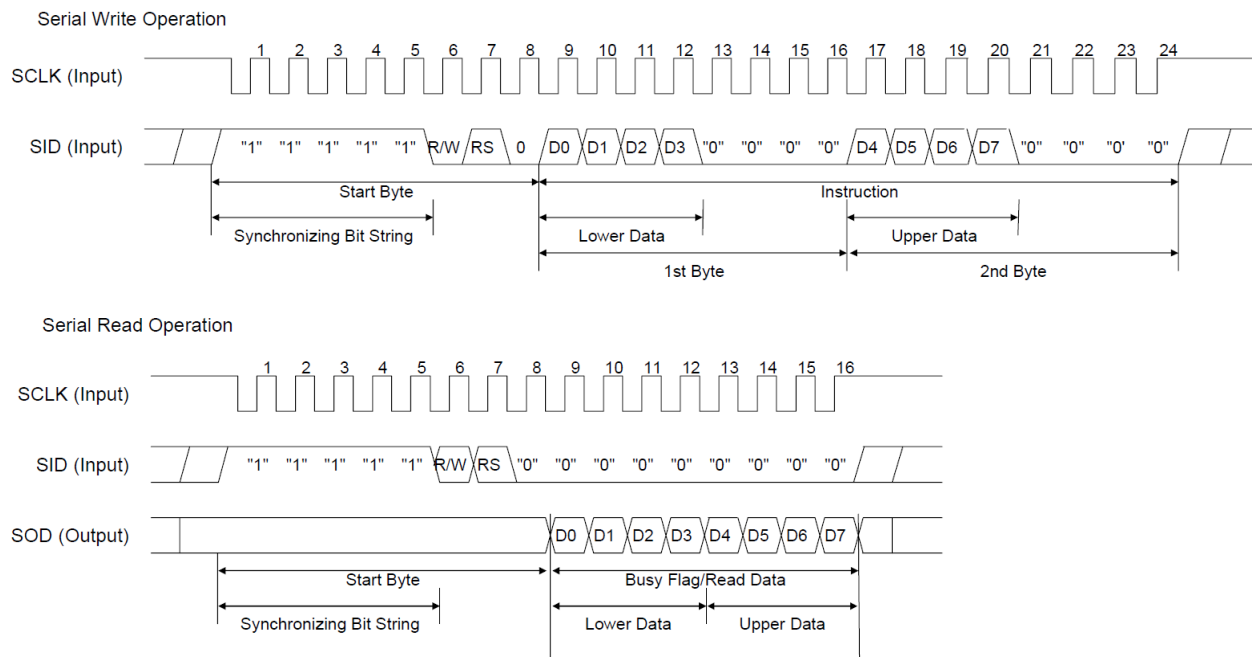 Serial Write Operation
1 2 3 4 5 6 7 8 9 10 11 12 13 14 15 16 17 18 19 20 21 22 23 24
SCLK (Input)
SID (Input) "1" "1" "1" "1" "1" R/W RS 0 D0 D1 D2 D3 "0" "0" "0" "0" D4 D5 D6 D7 "0" "0" "0' "0"
Start Byte Instruction
Synchronizing Bit String Lower Data Upper Data
1st Byte 2nd Byte
Serial Read Operation
1 2 3 4 5 6 7 8 9 10 11 12 13 14 15 16
SCLK (Input)
SID (Input) "1" "1" "1" "1" "1" R/W RS "0" "0" "0" "0" "0" "0" "0" "0" "0"
SOD (Output) D0 D1 D2 D3 D4 D5 D6 D7
Start Byte Busy Flag/Read Data
Synchronizing Bit String Lower Data Upper Data